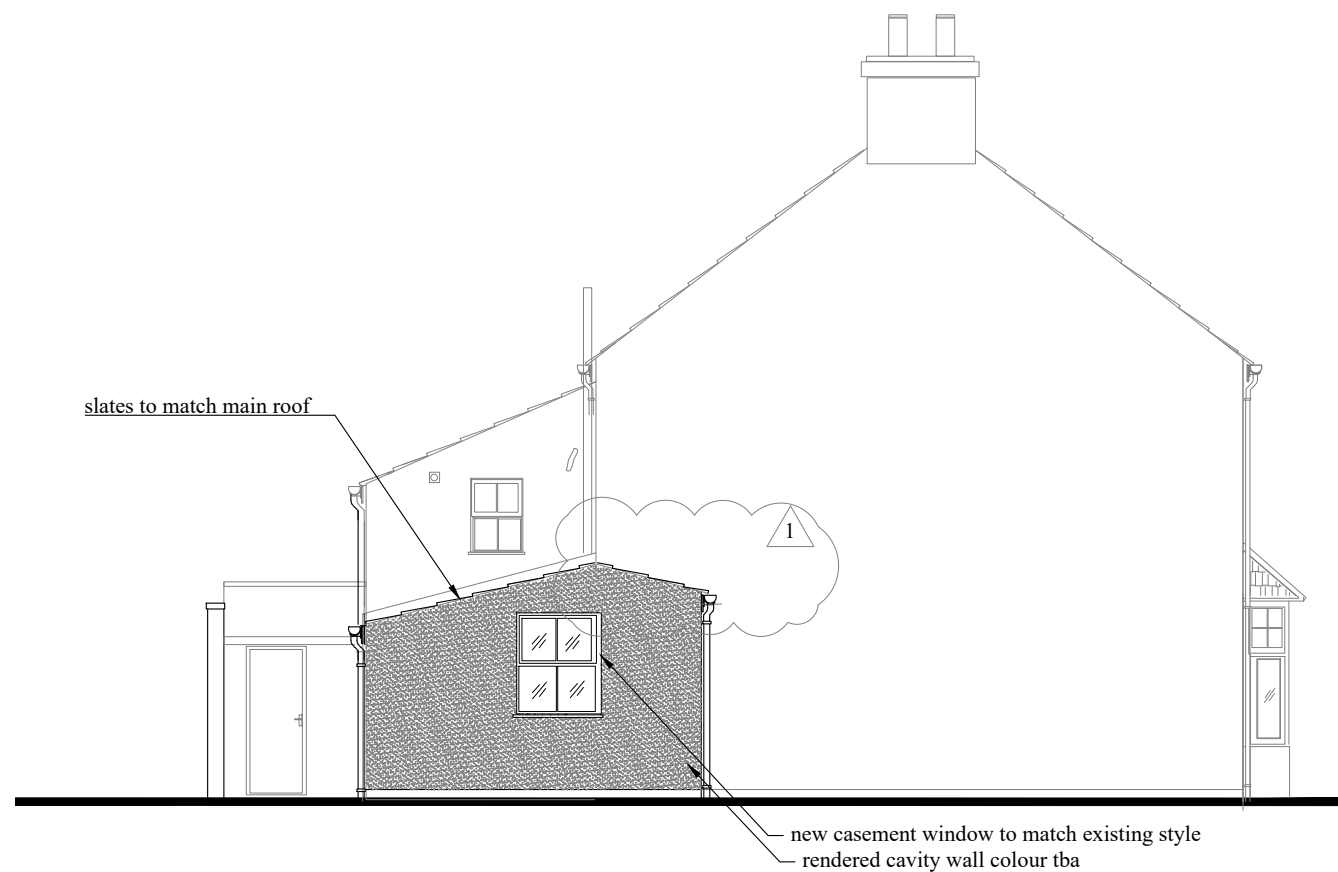 slates to match main roof
1
new casement window to match existing style
rendered cavity wall colour tba